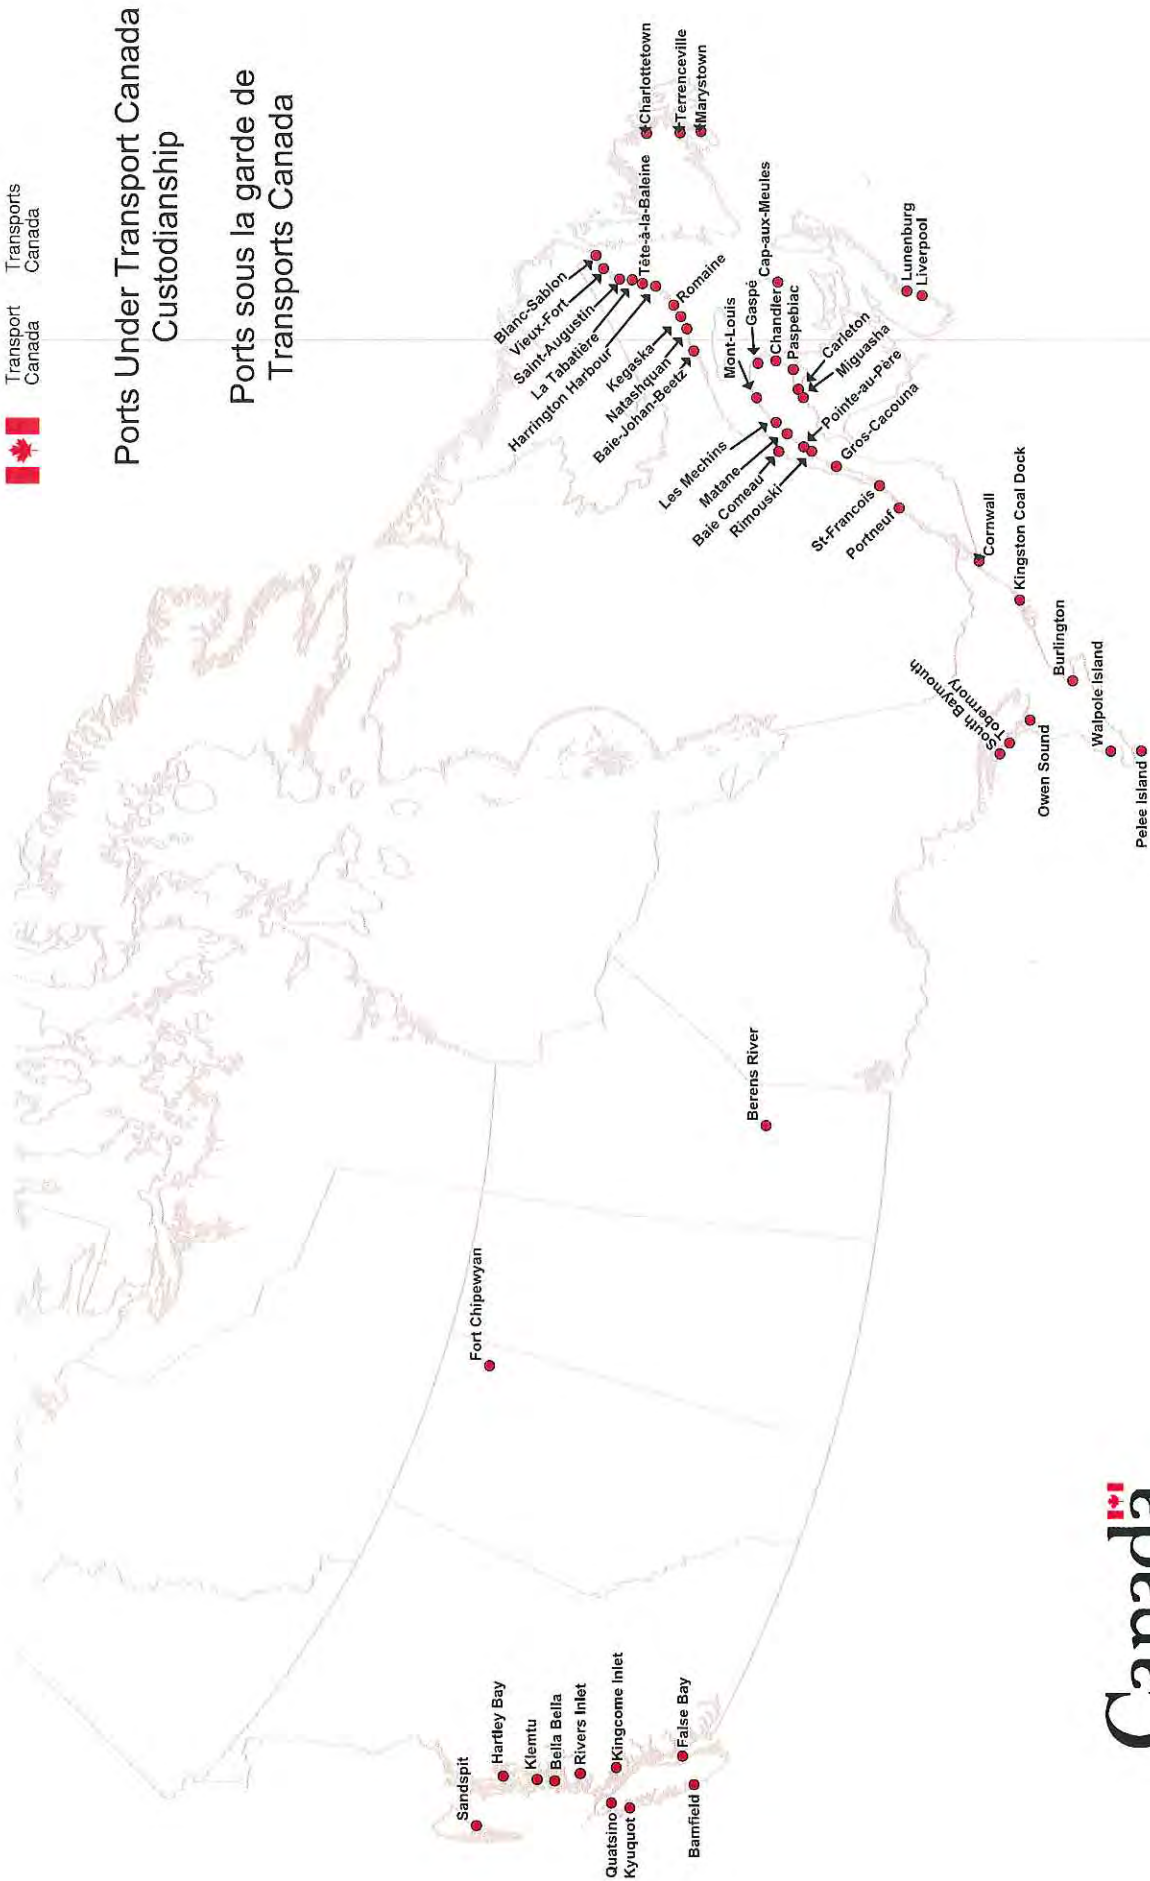 Transport
Canada
Transports
Canada
Ports Under Transport Canada
Custodianship
Ports sous la garde de
Transports Canada
Sandspit
Hartley Bay
Klemtu
Bella Bella
Rivers Inlet
Quatsino
Kyuquot
Kingcome Inlet
Bamfield
False Bay
Fort Chipewyan
Berens River
South Baymouth
Tobermory
Owen Sound
Walpole Island
Pelee Island
Burlington
Kingston Coal Dock
Cornwall
Portneuf
St-Francois
Gros-Cacouna
Rimouski
Pointe-au-Père
Baie Comeau
Matane
Les Mechins
Mont-Louis
Gaspé
Chandler
Paspebiac
Carleton
Miguasha
Cap-aux-Meules
Blanc-Sablon
Vieux-Fort
Saint-Augustin
La Tabatière
Tête-à-la-Baleine
Harrington Harbour
Romaine
Kegaska
Natashquan
Baie-Johan-Beetz
Charlottetown
Terrenceville
Marystown
Lunenburg
Liverpool
Canada